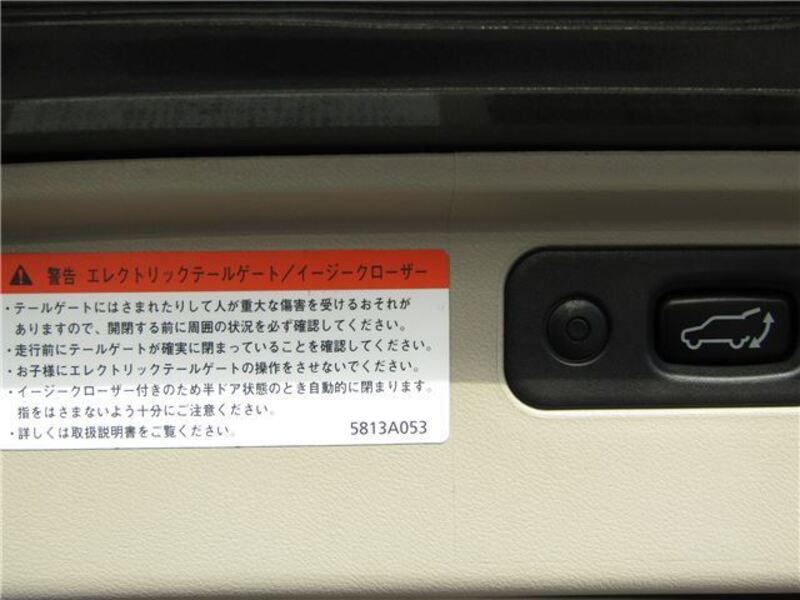 警告 エレクトリックテールゲート／イージークローザー
・テールゲートにはさまれたりして人が重大な傷害を受けるおそれが
ありますので、開閉する前に周囲の状況を必ず確認してください。
・走行前にテールゲートが確実に閉まっていることを確認してください。
・お子様にエレクトリックテールゲートの操作をさせないでください。
・イージークローザー付きのため半ドア状態のとき自動的に閉まります。
指をはさまないよう十分にご注意ください。
・詳しくは取扱説明書をご覧ください。
5813A053